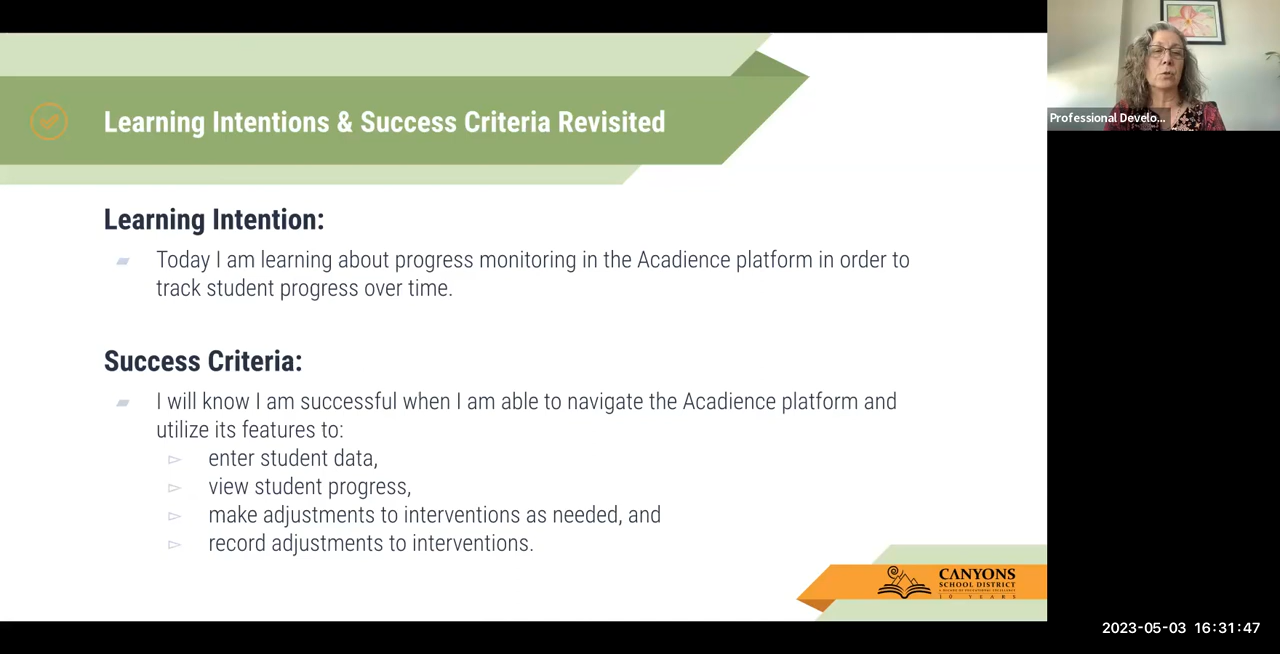 Learning Intentions & Success Criteria Revisited
Professional Develo...
Learning Intention:
Today I am learning about progress monitoring in the Acadience platform in order to
track student progress over time.
Success Criteria:
I will know I am successful when I am able to navigate the Acadience platform and
utilize its features to:
enter student data,
view student progress,
make adjustments to interventions as needed, and
record adjustments to interventions.
CANYONS
SCHOOL DISTRICT
10 YEARS
2023-05-03 16:31:47